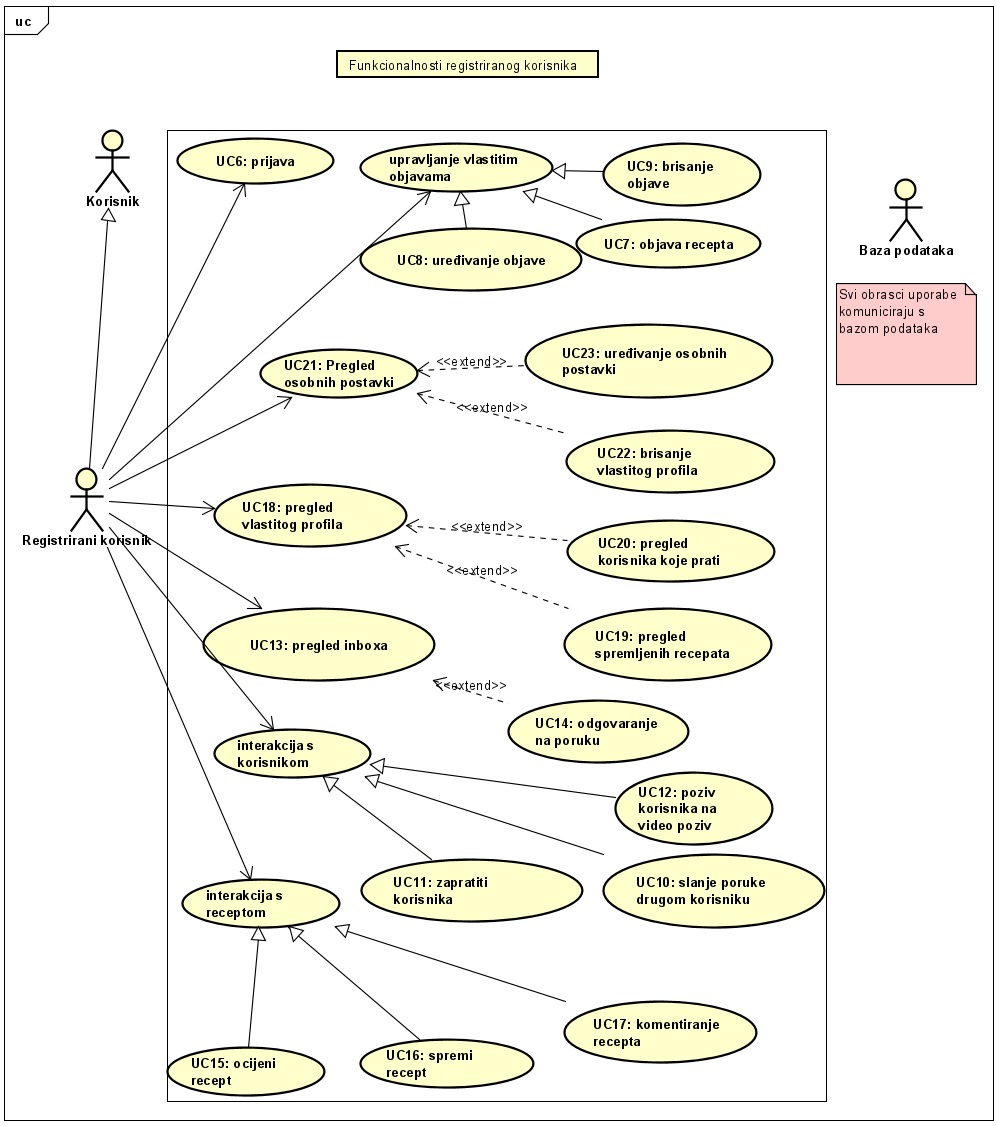 uc
Funkcionalnosti registriranog korisnika
Korisnik
UC6: prijava
upravljanje vlastitim
objavama
UC9: brisanje
objave
UC7: objava recepta
UC8: uređivanje objave
Baza podataka
Svi obrasci uporabe
komuniciraju s
bazom podataka
UC21: Pregled
osobnih postavki
<<extend>>
UC23: uređivanje osobnih
postavki
<<extend>>
UC22: brisanje
vlastitog profila
Registrirani korisnik
UC18: pregled
vlastitog profila
<<extend>>
UC20: pregled
korisnika koje prati
<<extend>>
UC19: pregled
spremljenih recepata
UC13: pregled inboxa
<<extend>>
UC14: odgovaranje
na poruku
interakcija s
korisnikom
UC12: poziv
korisnika na
video poziv
UC11: zapratiti
korisnika
UC10: slanje poruke
drugom korisniku
interakcija s
receptom
UC17: komentiranje
recepta
UC15: ocijeni
recept
UC16: spremi
recept